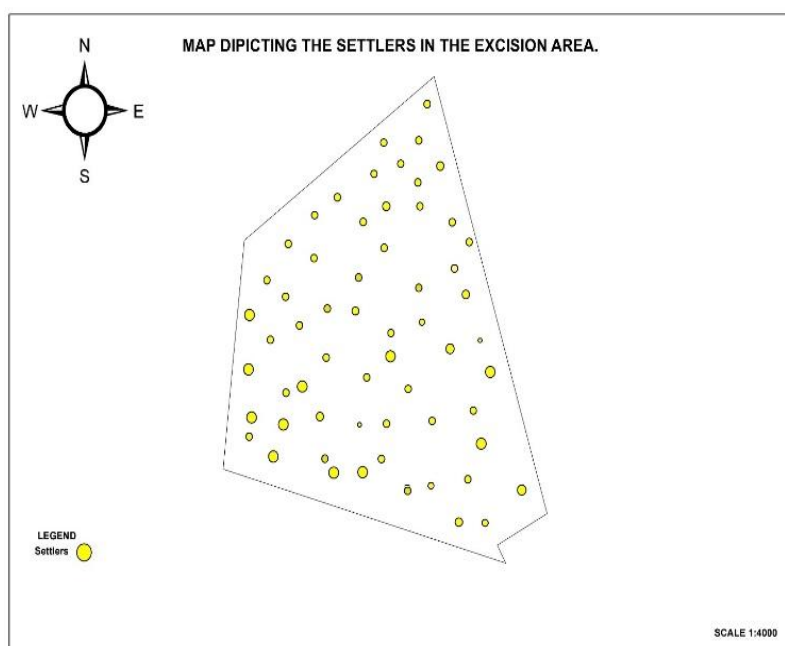 MAP DIPICTING THE SETTLERS IN THE EXCISION AREA.
N
W E
S
LEGEND
Settlers
SCALE 1:4000